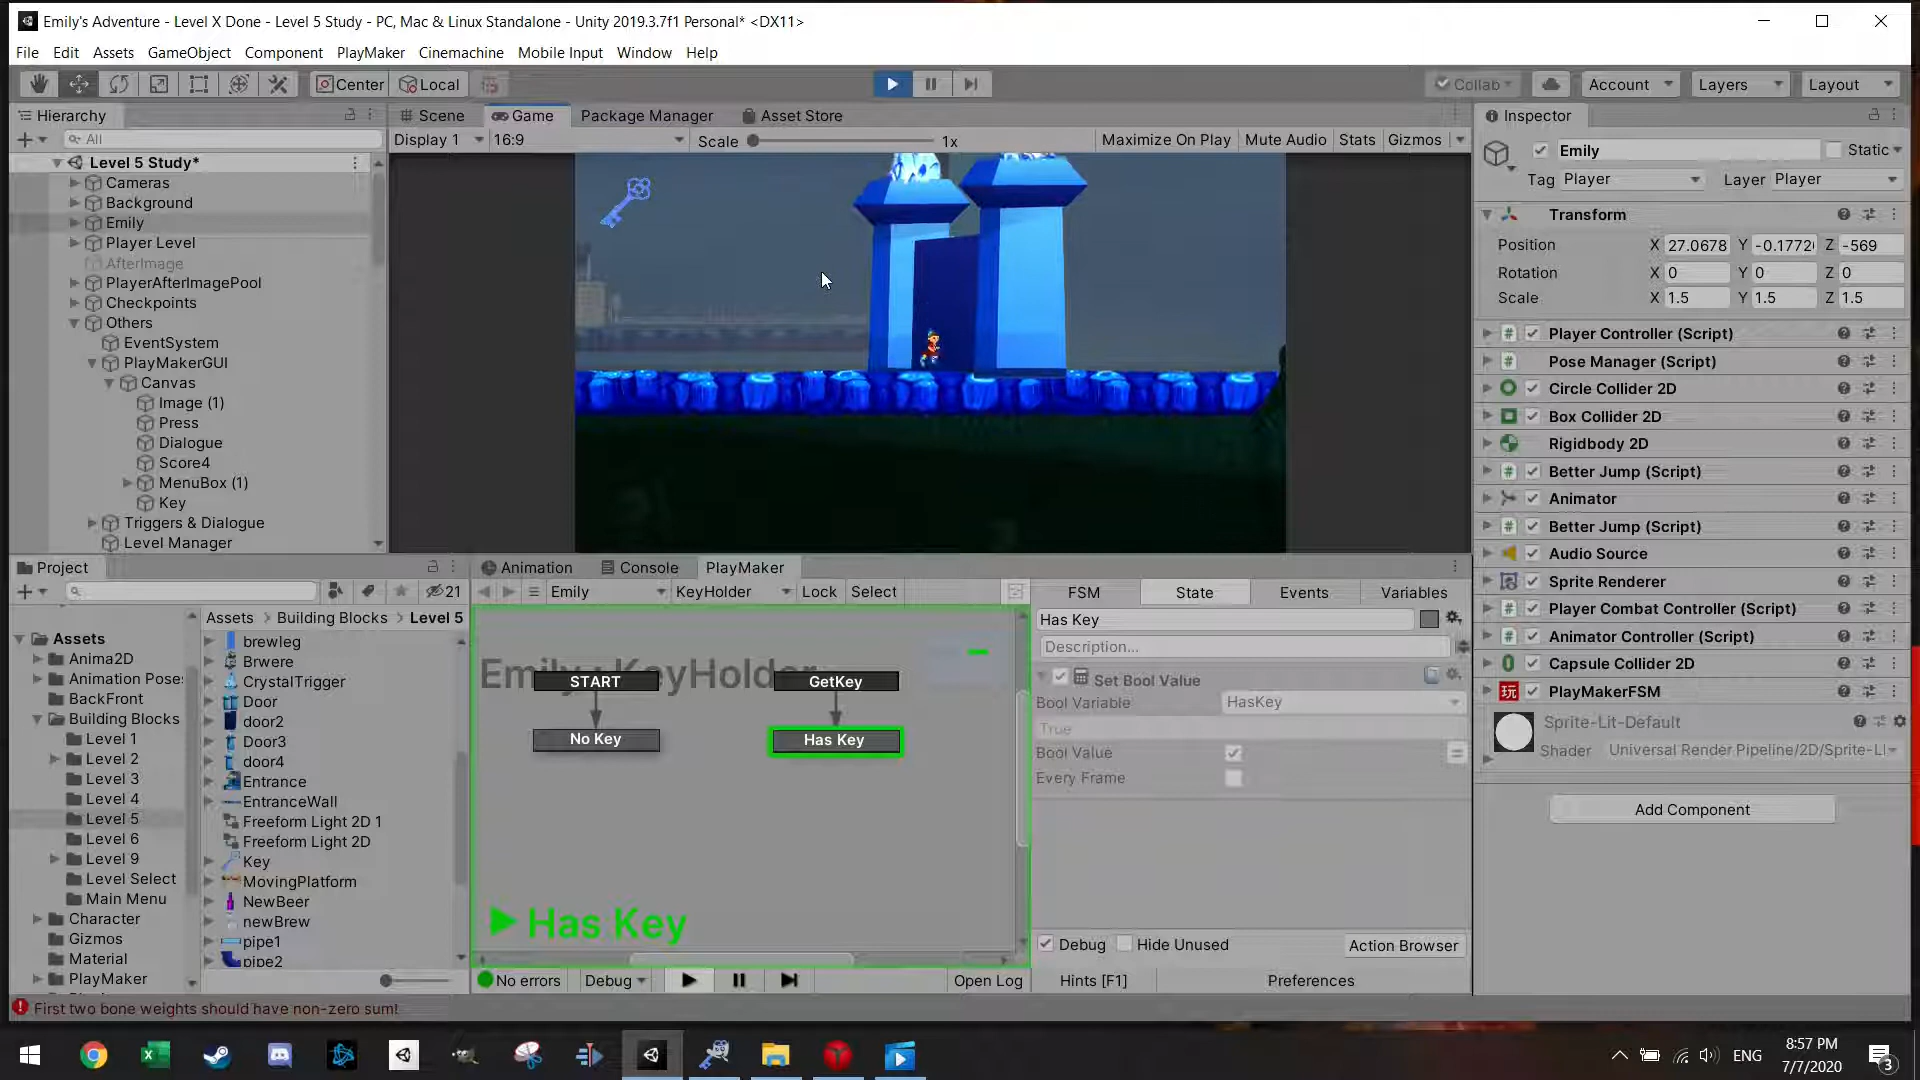 Emily's Adventure - Level X Done - Level 5 Study - PC, Mac & Linux Standalone - Unity 2019.3.7f1 Personal* <DX11>
File Edit Assets GameObject Component PlayMaker Cinemachine Mobile Input Window Help
Center Local Collab Account Layers Layout
Hierarchy
All
Level 5 Study*
Cameras
Background
Emily
Player Level
AfterImage
PlayerAfterImagePool
Checkpoints
Others
EventSystem
PlayMakerGUI
Canvas
Image (1)
Press
Dialogue
Score4
MenuBox (1)
Key
Triggers & Dialogue
Level Manager
Scene Game Package Manager Asset Store
Display 1 16:9 Scale 1x Maximize On Play Mute Audio Stats Gizmos
Inspector
Emily Static
Tag Player Layer Player
Transform
Position X 27.0678 Y -0.1772 Z -569
Rotation X 0 Y 0 Z 0
Scale X 1.5 Y 1.5 Z 1.5
Player Controller (Script)
Pose Manager (Script)
Circle Collider 2D
Box Collider 2D
Rigidbody 2D
Better Jump (Script)
Animator
Better Jump (Script)
Audio Source
Sprite Renderer
Player Combat Controller (Script)
Animator Controller (Script)
Capsule Collider 2D
PlayMakerFSM
Sprite-Lit-Default
Shader Universal Render Pipeline/2D/Sprite-Li
Add Component
Project
21
Assets
Anima2D
Animation Pose
BackFront
Building Blocks
Level 1
Level 2
Level 3
Level 4
Level 5
Level 6
Level 9
Level Select
Main Menu
Character
Gizmos
Material
PlayMaker
Assets Building Blocks Level 5
brewleg
Brwere
CrystalTrigger
Door
door2
Door3
door4
Entrance
EntranceWall
Freeform Light 2D 1
Freeform Light 2D
Key
MovingPlatform
NewBeer
newBrew
pipe1
pipe2
Animation Console PlayMaker
Emily KeyHolder Lock Select
Emily : KeyHolder
START GetKey
No Key Has Key
Has Key
No errors Debug Open Log
FSM State Events Variables
Has Key
Description...
Set Bool Value
Bool Variable HasKey
True
Bool Value
Every Frame
Debug Hide Unused Action Browser
Hints [F1] Preferences
First two bone weights should have non-zero sum!
ENG
8:57 PM
7/7/2020
3